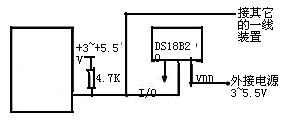 接其它
的一线
装置
+3~+5.5'
V
DS18B2
O
4.7K
I/O
VDD
外接电源
3~5.5V